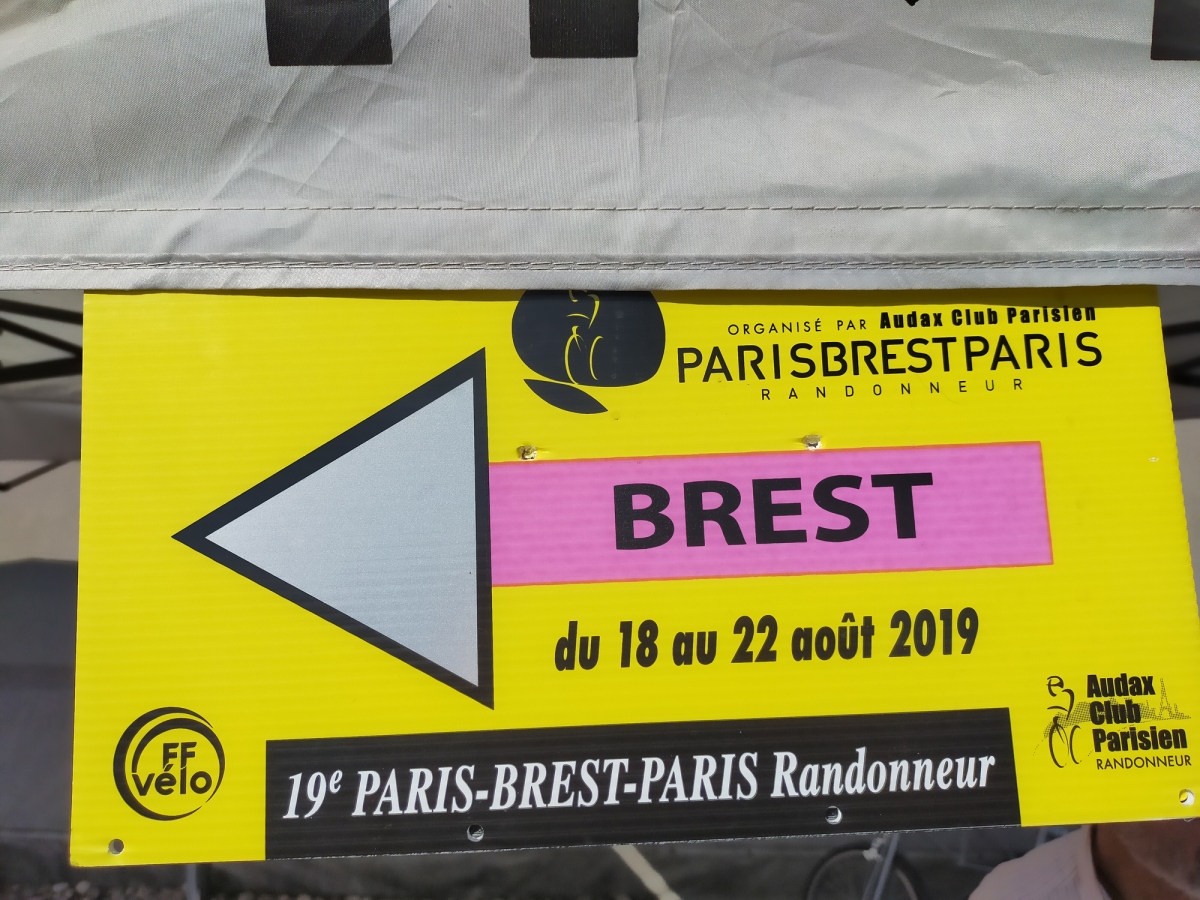 ORGANISÉ PAR Audax Club Parisien
PARISBRESTPARIS
RANDONNEUR
BREST
du 18 au 22 août 2019
FF
vélo
Audax
Club
Parisien
RANDONNEUR
19e PARIS-BREST-PARIS Randonneur